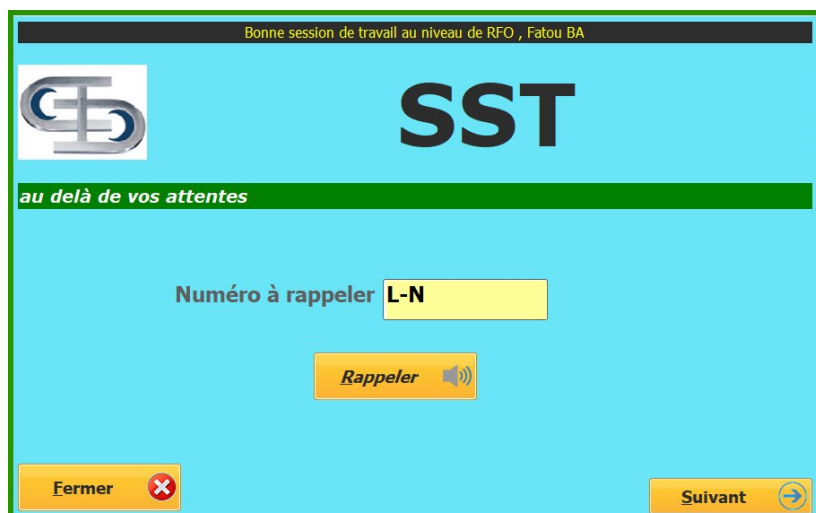 Bonne session de travail au niveau de RFO , Fatou BA
SST
au delà de vos attentes
Numéro à rappeler L-N
Rappeler
Fermer
Suivant